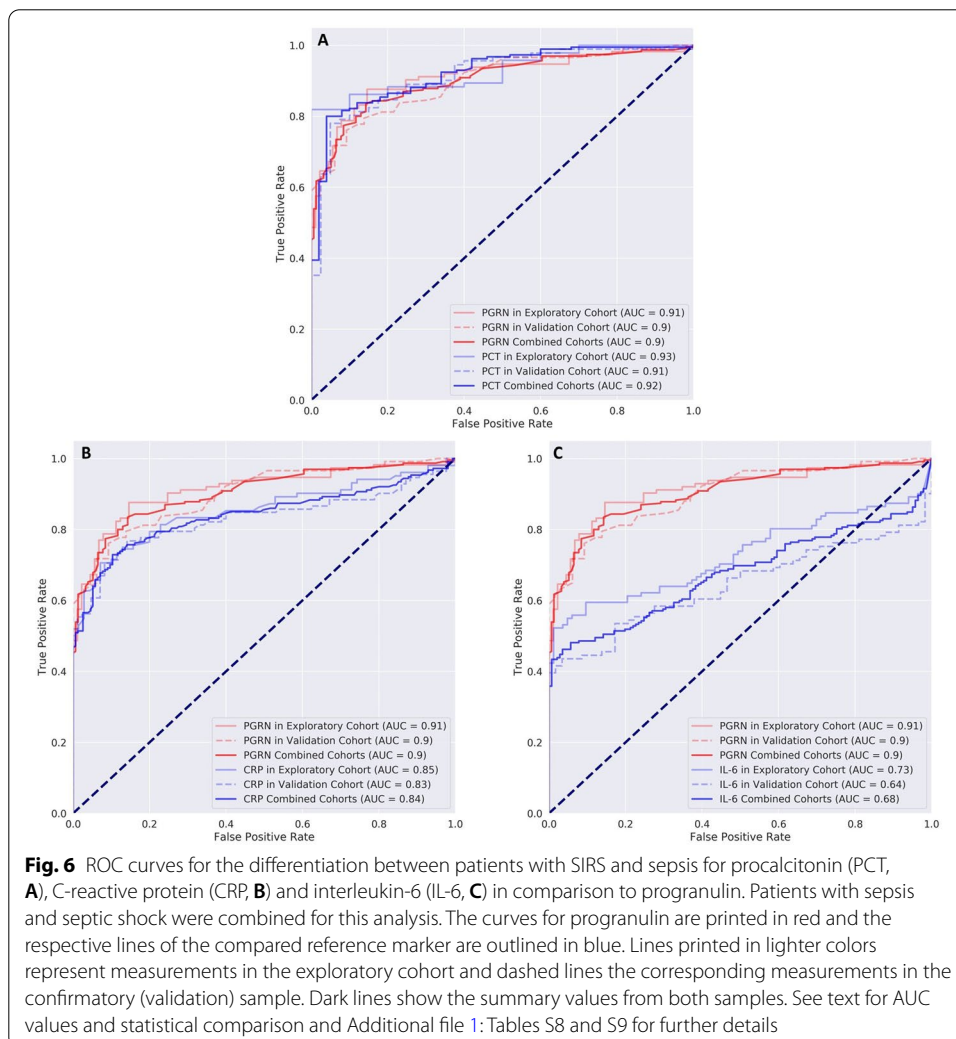 A
1.0
0.8
0.6
0.4
0.2
0.0
True Positive Rate
PGRN in Exploratory Cohort (AUC = 0.91)
PGRN in Validation Cohort (AUC = 0.9)
PGRN Combined Cohorts (AUC = 0.9)
PCT in Exploratory Cohort (AUC = 0.93)
PCT in Validation Cohort (AUC = 0.91)
PCT Combined Cohorts (AUC = 0.92)
0.0 0.2 0.4 0.6 0.8 1.0
False Positive Rate
B
1.0
0.8
0.6
0.4
0.2
0.0
True Positive Rate
PGRN in Exploratory Cohort (AUC = 0.91)
PGRN in Validation Cohort (AUC = 0.9)
PGRN Combined Cohorts (AUC = 0.9)
CRP in Exploratory Cohort (AUC = 0.85)
CRP in Validation Cohort (AUC = 0.83)
CRP Combined Cohorts (AUC = 0.84)
0.0 0.2 0.4 0.6 0.8 1.0
False Positive Rate
C
1.0
0.8
0.6
0.4
0.2
0.0
True Positive Rate
PGRN in Exploratory Cohort (AUC = 0.91)
PGRN in Validation Cohort (AUC = 0.9)
PGRN Combined Cohorts (AUC = 0.9)
IL-6 in Exploratory Cohort (AUC = 0.73)
IL-6 in Validation Cohort (AUC = 0.64)
IL-6 Combined Cohorts (AUC = 0.68)
0.0 0.2 0.4 0.6 0.8 1.0
False Positive Rate
Fig. 6 ROC curves for the differentiation between patients with SIRS and sepsis for procalcitonin (PCT,
A), C-reactive protein (CRP, B) and interleukin-6 (IL-6, C) in comparison to progranulin. Patients with sepsis
and septic shock were combined for this analysis. The curves for progranulin are printed in red and the
respective lines of the compared reference marker are outlined in blue. Lines printed in lighter colors
represent measurements in the exploratory cohort and dashed lines the corresponding measurements in the
confirmatory (validation) sample. Dark lines show the summary values from both samples. See text for AUC
values and statistical comparison and Additional file 1: Tables S8 and S9 for further details